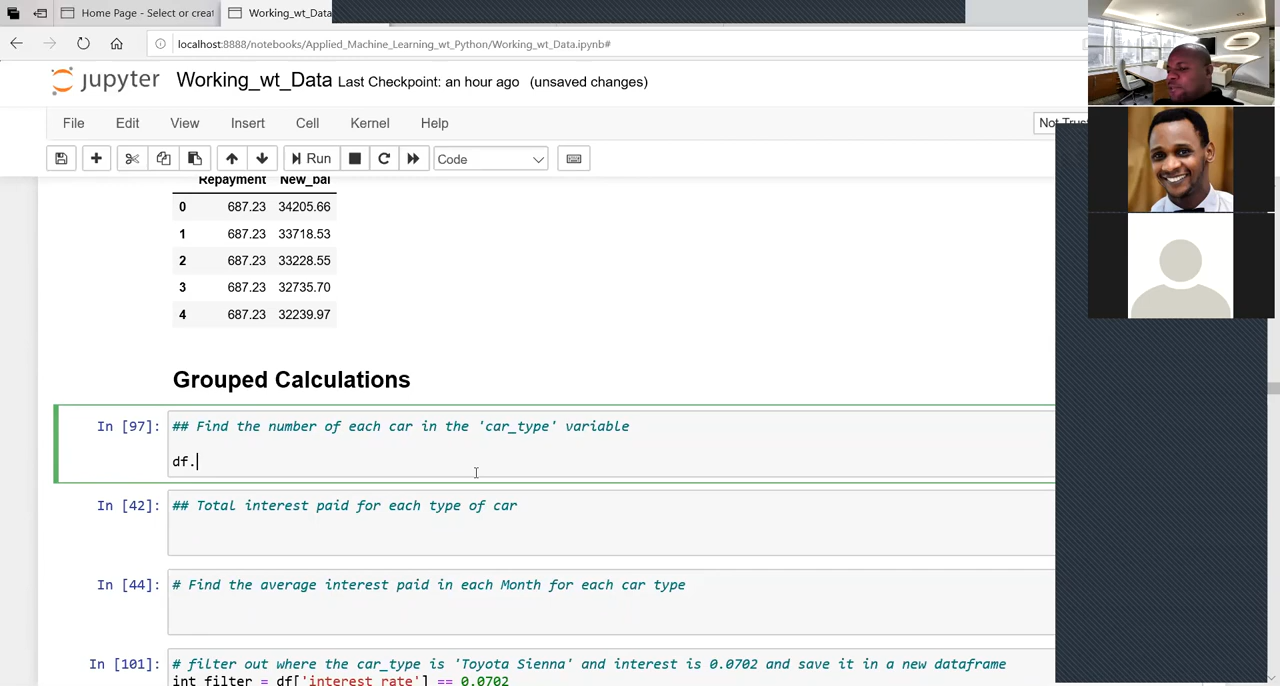 Home Page - Select or creat
Working_wt_Data
localhost:8888/notebooks/Applied_Machine_Learning_wt_Python/Working_wt_Data.ipynb#
jupyter Working_wt_Data Last Checkpoint: an hour ago (unsaved changes)
File Edit View Insert Cell Kernel Help Not Trus
Run Code
Repayment New_bal
0 687.23 34205.66
1 687.23 33718.53
2 687.23 33228.55
3 687.23 32735.70
4 687.23 32239.97
Grouped Calculations
In [97]: ## Find the number of each car in the 'car_type' variable
df.
In [42]: ## Total interest paid for each type of car
In [44]: # Find the average interest paid in each Month for each car type
In [101]: # filter out where the car_type is 'Toyota Sienna' and interest is 0.0702 and save it in a new dataframe
int_filter = df['interest_rate'] == 0.0702